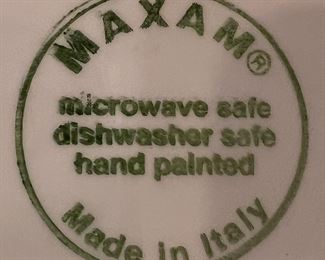 MAXAM®
microwave safe
dishwasher safe
hand painted
Made in Italy